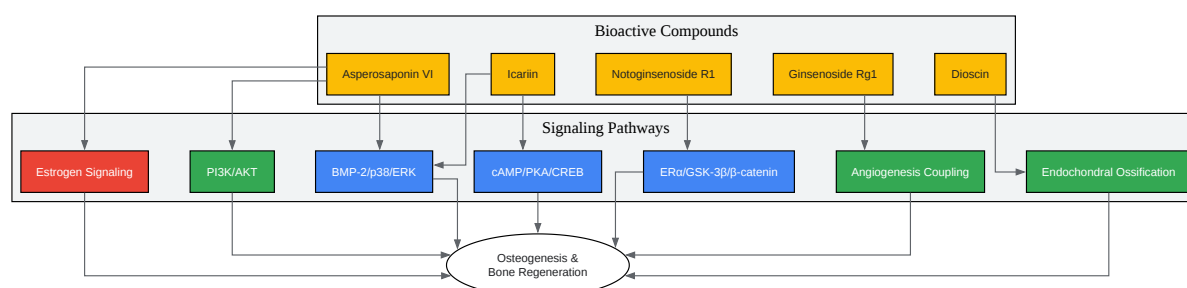 Bioactive Compounds
Asperosaponin VI
Icariin
Notoginsenoside R1
Ginsenoside Rg1
Dioscin
Signaling Pathways
Estrogen Signaling
PI3K/AKT
BMP-2/p38/ERK
cAMP/PKA/CREB
ERα/GSK-3β/β-catenin
Angiogenesis Coupling
Endochondral Ossification
Osteogenesis &
Bone Regeneration